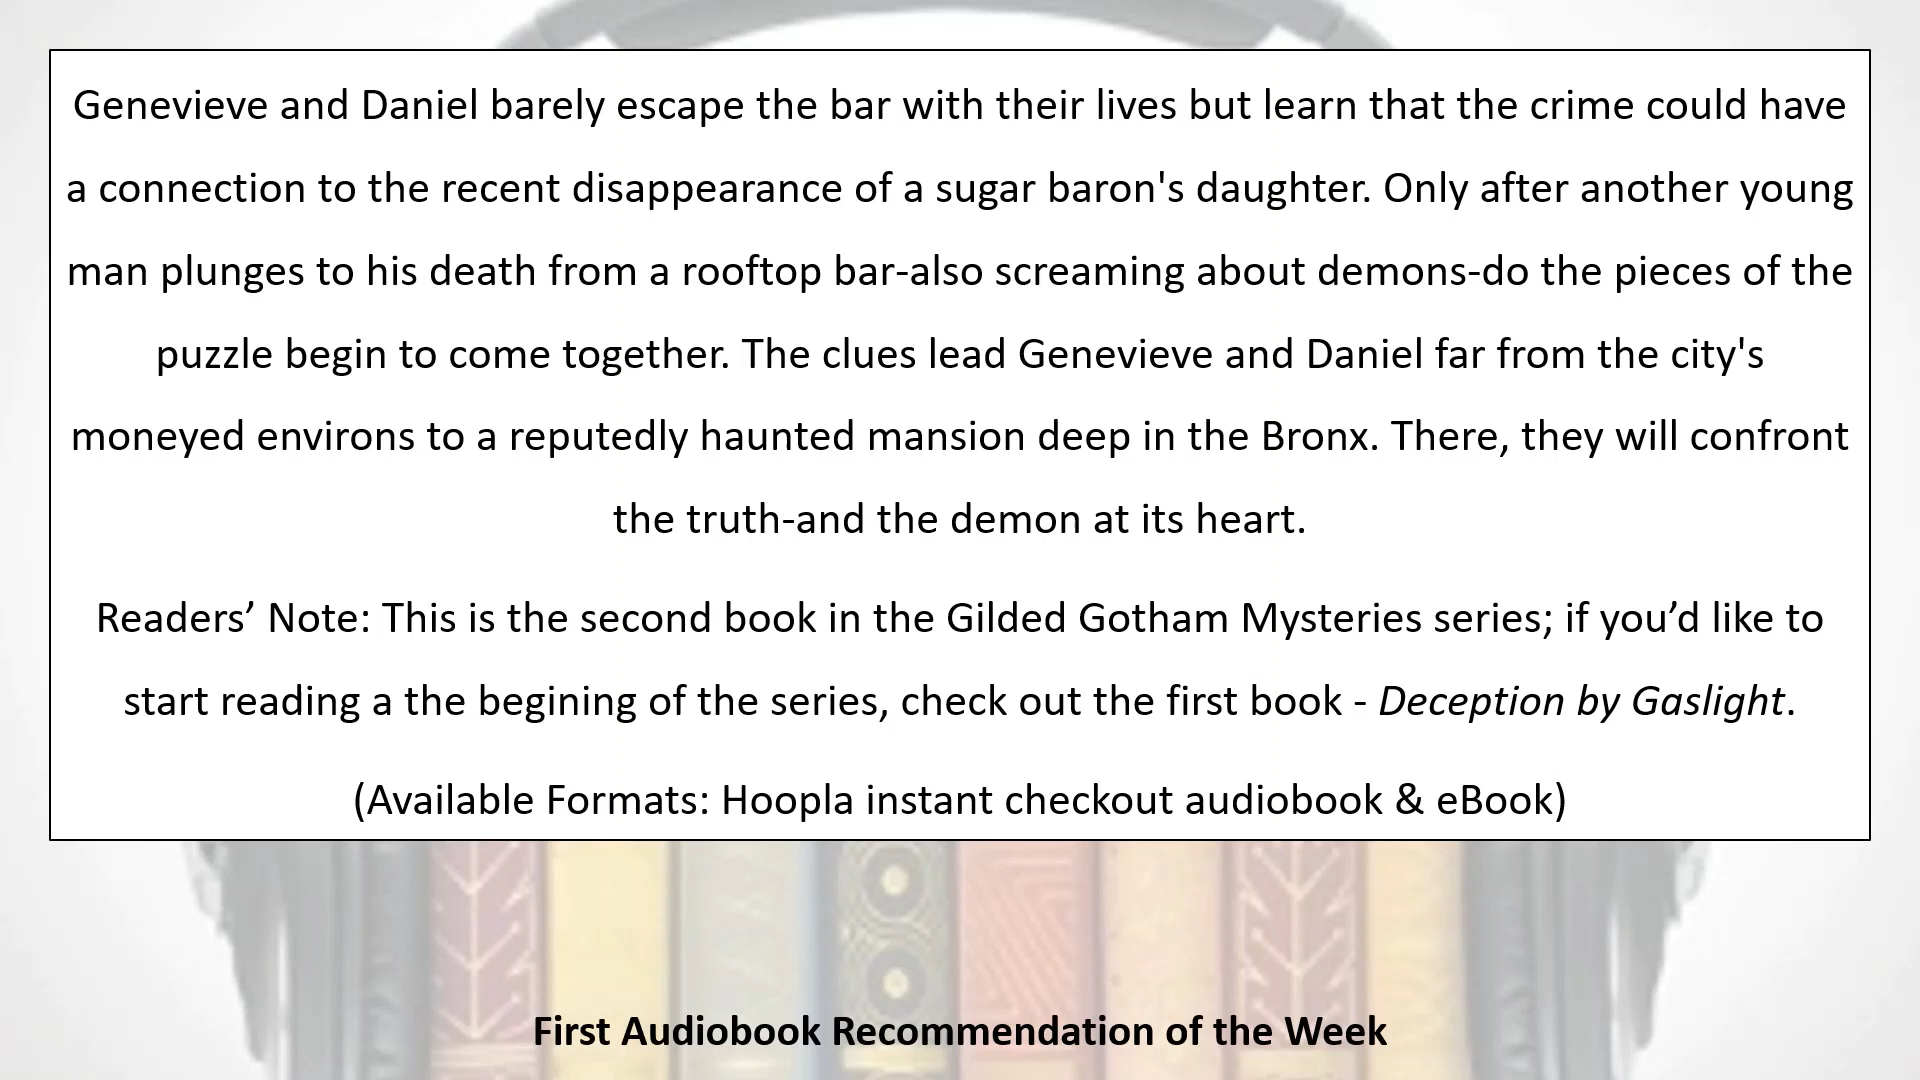 Genevieve and Daniel barely escape the bar with their lives but learn that the crime could have
a connection to the recent disappearance of a sugar baron's daughter. Only after another young
man plunges to his death from a rooftop bar-also screaming about demons-do the pieces of the
puzzle begin to come together. The clues lead Genevieve and Daniel far from the city's
moneyed environs to a reputedly haunted mansion deep in the Bronx. There, they will confront
the truth-and the demon at its heart.
Readers’ Note: This is the second book in the Gilded Gotham Mysteries series; if you’d like to
start reading a the begining of the series, check out the first book - Deception by Gaslight.
(Available Formats: Hoopla instant checkout audiobook & eBook)
First Audiobook Recommendation of the Week